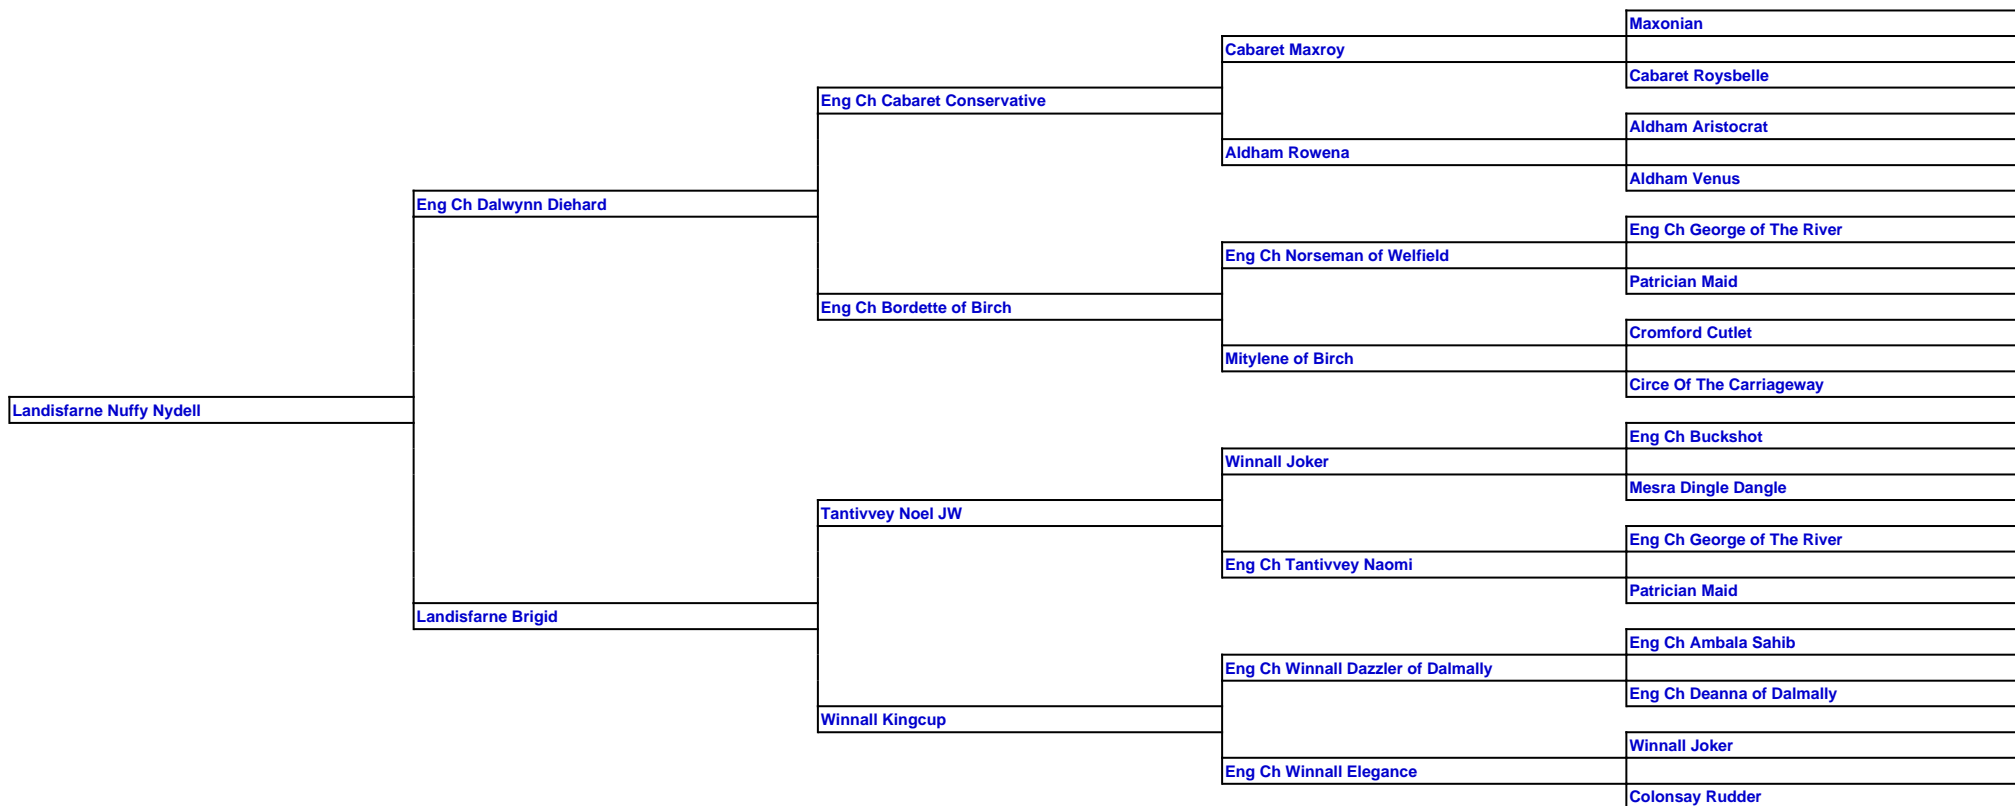 Maxonian
Cabaret Maxroy
Cabaret Roysbelle
Eng Ch Cabaret Conservative
Aldham Aristocrat
Aldham Rowena
Aldham Venus
Eng Ch Dalwynn Diehard
Eng Ch George of The River
Eng Ch Norseman of Welfield
Patrician Maid
Eng Ch Bordette of Birch
Cromford Cutlet
Mitylene of Birch
Circe Of The Carriageway
Landisfarne Nuffy Nydell
Eng Ch Buckshot
Winnall Joker
Mesra Dingle Dangle
Tantivvey Noel JW
Eng Ch George of The River
Eng Ch Tantivvey Naomi
Patrician Maid
Landisfarne Brigid
Eng Ch Ambala Sahib
Eng Ch Winnall Dazzler of Dalmally
Eng Ch Deanna of Dalmally
Winnall Kingcup
Winnall Joker
Eng Ch Winnall Elegance
Colonsay Rudder